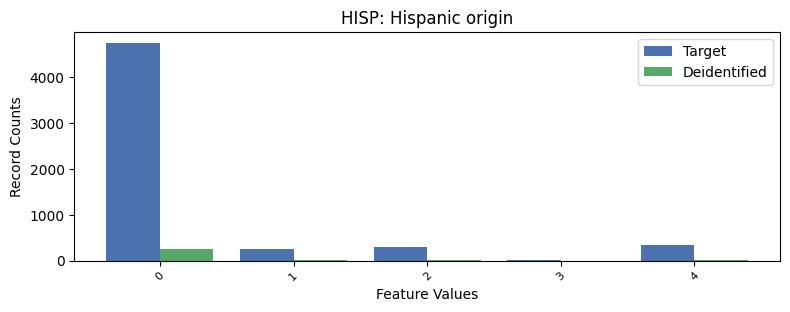 HISP: Hispanic origin
Target
Deidentified
Record Counts
4000
3000
2000
1000
0
0 1 2 3 4
Feature Values